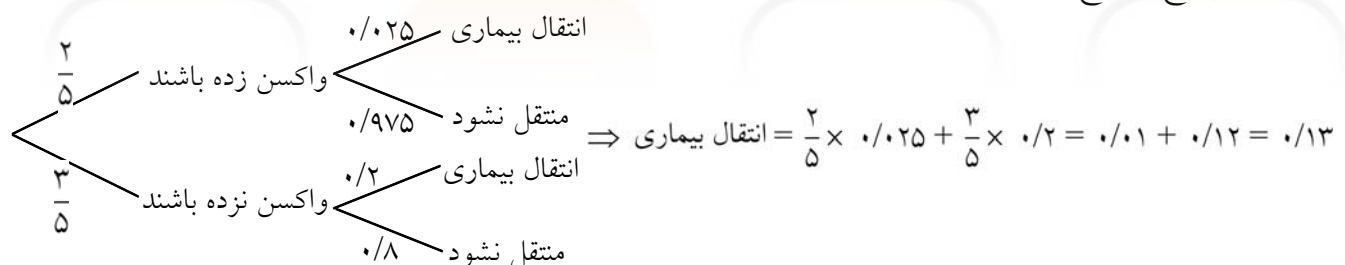 ۰/۰۲۵ انتقال بیماری
۲/۵ واکسن زده باشند
۰/۹۷۵ منتقل نشود
⇒ انتقال بیماری = ۲/۵ × ۰/۰۲۵ + ۳/۵ × ۰/۲ = ۰/۰۱ + ۰/۱۲ = ۰/۱۳
۰/۲ انتقال بیماری
۳/۵ واکسن نزده باشند
۰/۸ منتقل نشود